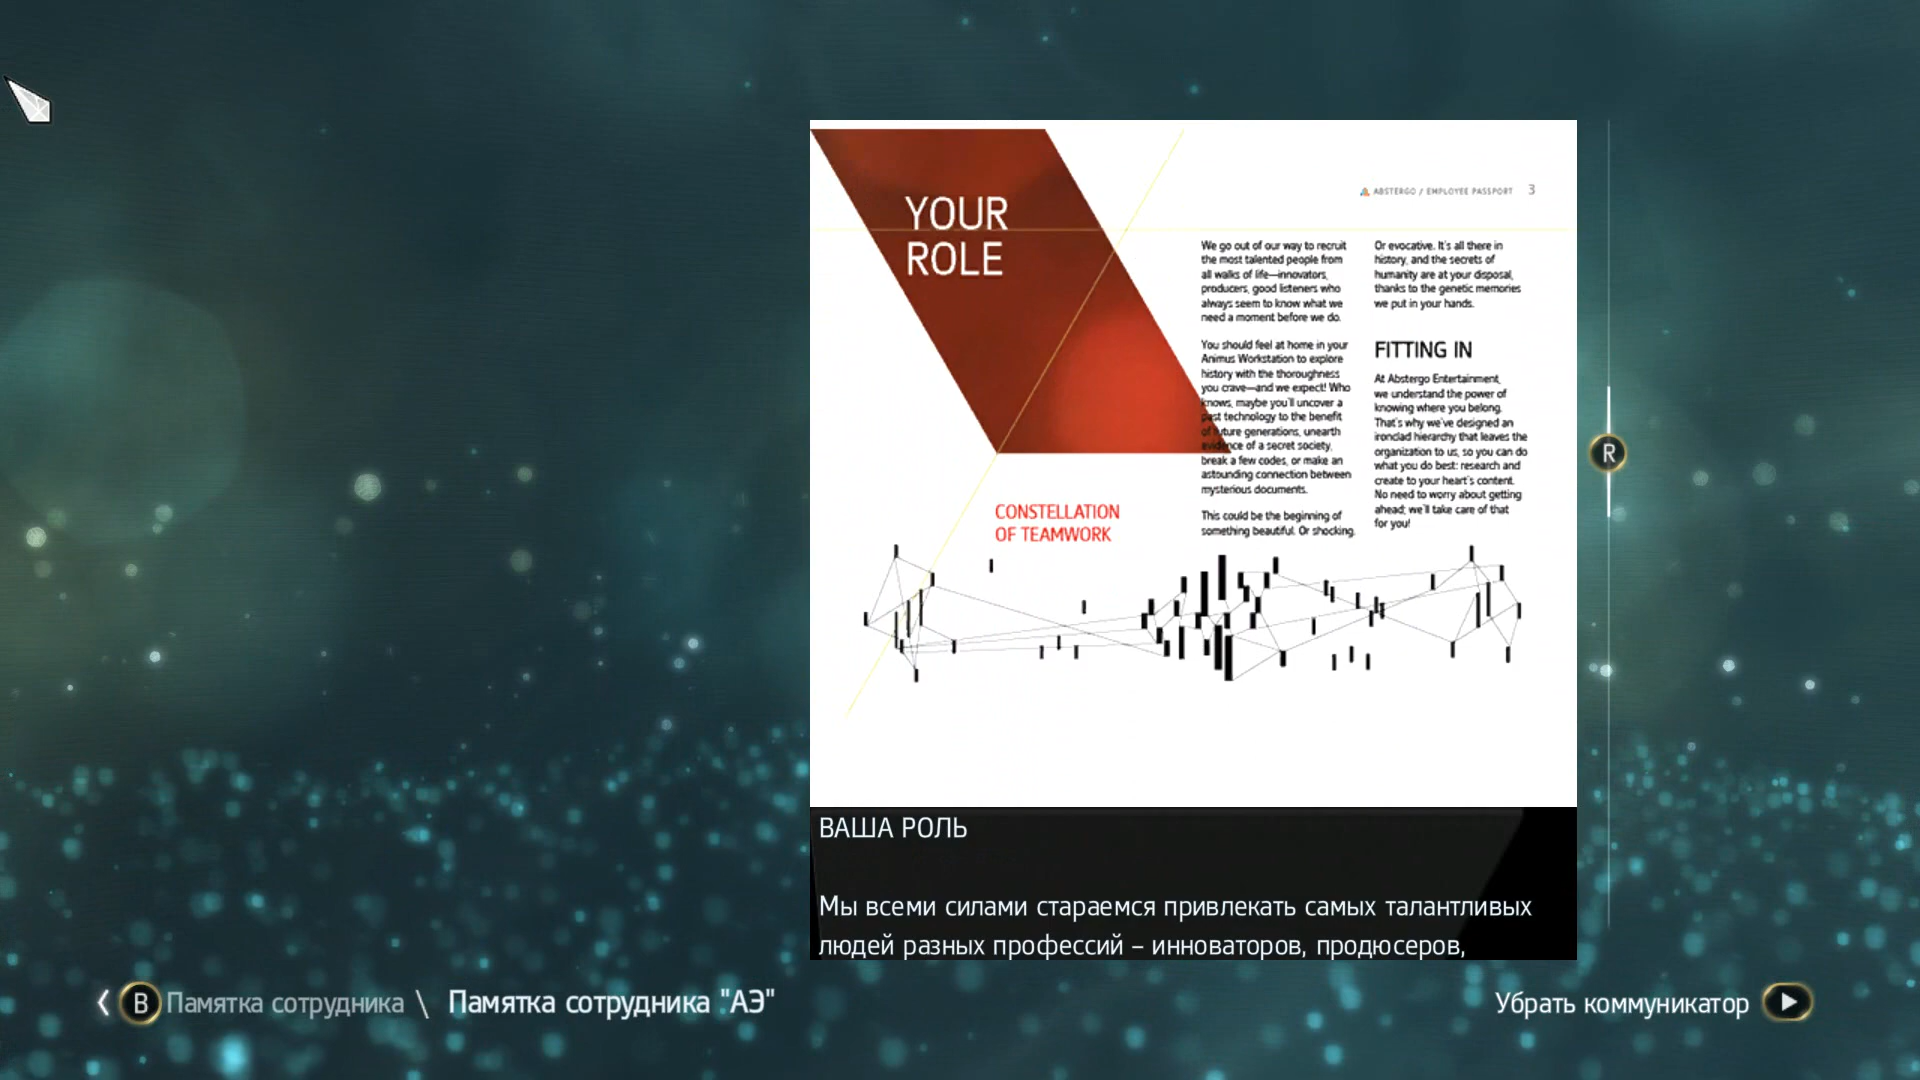 YOUR
ROLE
ABSTERGO / EMPLOYEE PASSPORT 3
We go out of our way to recruit
the most talented people from
all walks of life—innovators,
producers, good listeners who
always seem to know what we
need a moment before we do.
You should feel at home in your
Animus Workstation to explore
history with the thoroughness
you crave—and we expect! Who
knows, maybe you'll uncover a
past technology to the benefit
of future generations, unearth
evidence of a secret society,
break a few codes, or make an
astounding connection between
mysterious documents.
This could be the beginning of
something beautiful. Or shocking.
Or evocative. It's all there in
history, and the secrets of
humanity are at your disposal,
thanks to the genetic memories
we put in your hands.
FITTING IN
At Abstergo Entertainment,
we understand the power of
knowing where you belong.
That's why we've designed an
ironclad hierarchy that leaves the
organization to us, so you can do
what you do best: research and
create to your heart's content.
No need to worry about getting
ahead; we'll take care of that
for you!
CONSTELLATION
OF TEAMWORK
R
ВАША РОЛЬ
Мы всеми силами стараемся привлекать самых талантливых
людей разных профессий – инноваторов, продюсеров,
B Памятка сотрудника \ Памятка сотрудника "АЭ"
Убрать коммуникатор